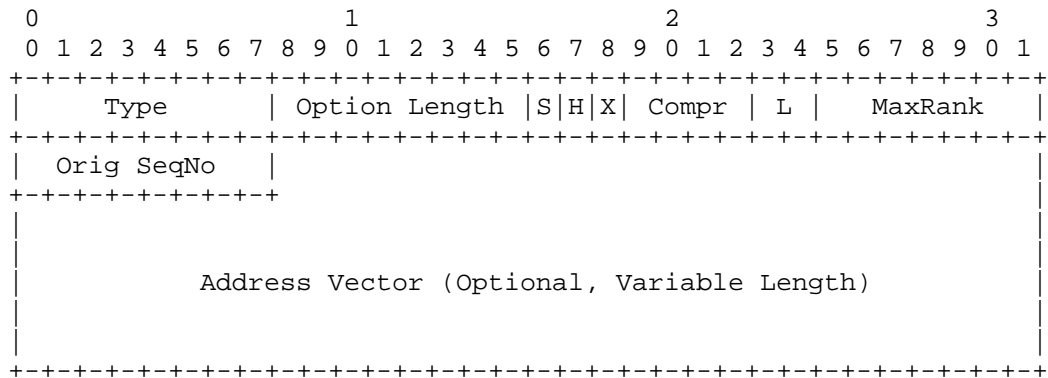 0                   1                   2                   3
 0 1 2 3 4 5 6 7 8 9 0 1 2 3 4 5 6 7 8 9 0 1 2 3 4 5 6 7 8 9 0 1
+-+-+-+-+-+-+-+-+-+-+-+-+-+-+-+-+-+-+-+-+-+-+-+-+-+-+-+-+-+-+-+-+
|     Type      | Option Length |S|H|X| Compr | L |   MaxRank   |
+-+-+-+-+-+-+-+-+-+-+-+-+-+-+-+-+-+-+-+-+-+-+-+-+-+-+-+-+-+-+-+-+
|  Orig SeqNo   |                                               |
+-+-+-+-+-+-+-+-+                                               |
|                                                               |
|                                                               |
|           Address Vector (Optional, Variable Length)          |
|                                                               |
|                                                               |
+-+-+-+-+-+-+-+-+-+-+-+-+-+-+-+-+-+-+-+-+-+-+-+-+-+-+-+-+-+-+-+-+